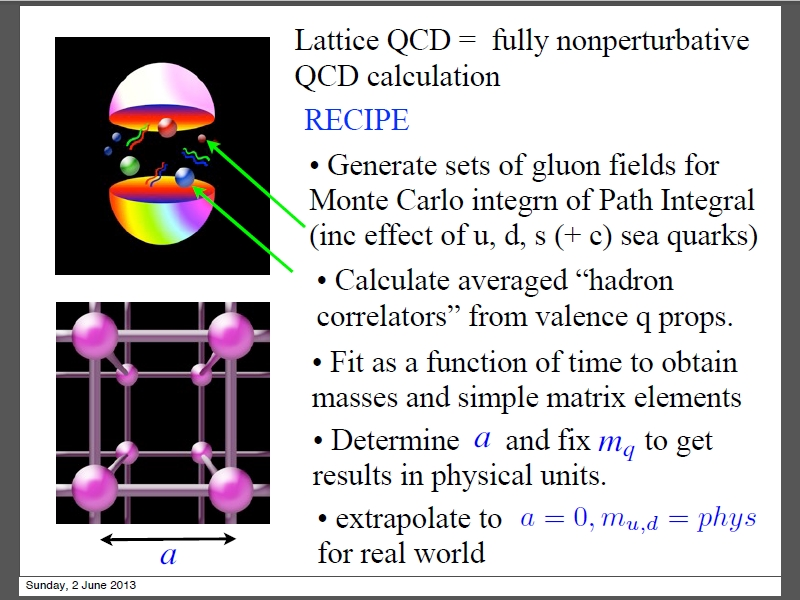 Lattice QCD = fully nonperturbative
QCD calculation
RECIPE
• Generate sets of gluon fields for
Monte Carlo integrn of Path Integral
(inc effect of u, d, s (+ c) sea quarks)
• Calculate averaged “hadron
correlators” from valence q props.
• Fit as a function of time to obtain
masses and simple matrix elements
• Determine a and fix m_q to get
results in physical units.
• extrapolate to a = 0, m_{u,d} = phys
for real world
a
Sunday, 2 June 2013